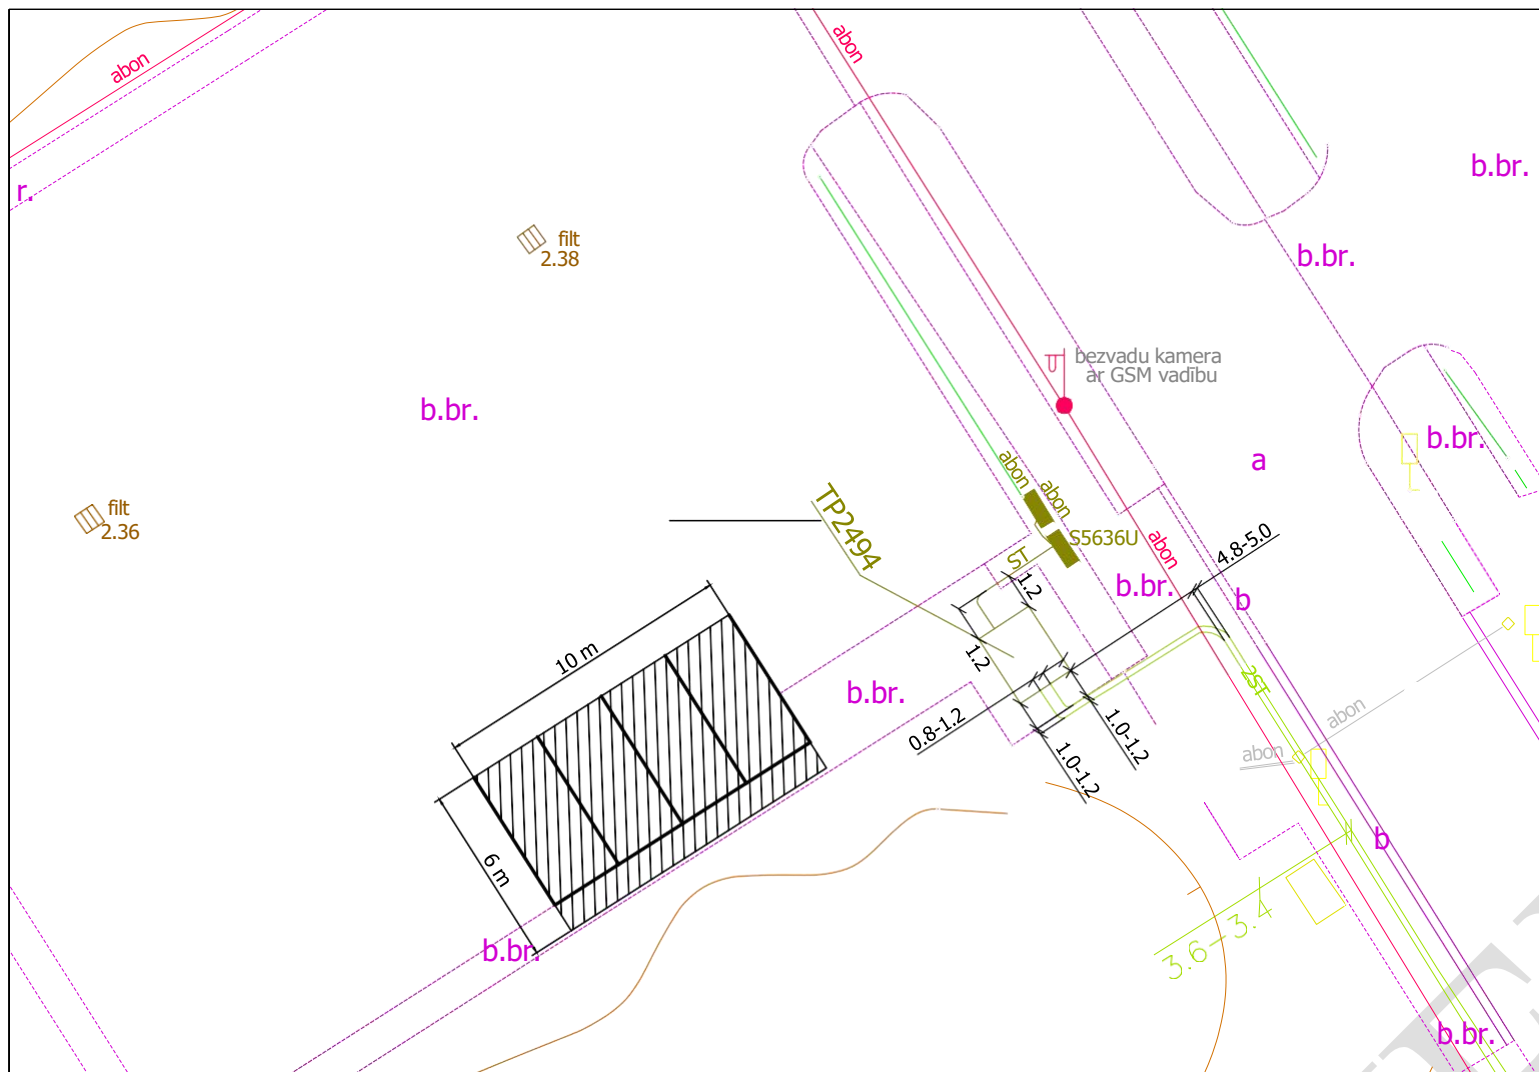 abon
abon
r.
b.br.
filt
2.38
b.br.
bezvadu kamera
ar GSM vadību
b.br.
b.br.
a
abon
abon
filt
2.36
TP2494
S5636U
abon
ST
4.8-5.0
1.2
b.br.
b
1.2
10 m
b.br.
2ST
abon
0.8-1.2
1.0-1.2
1.0-1.2
abon
6 m
b
b.br.
3.6-3.4
b.br.